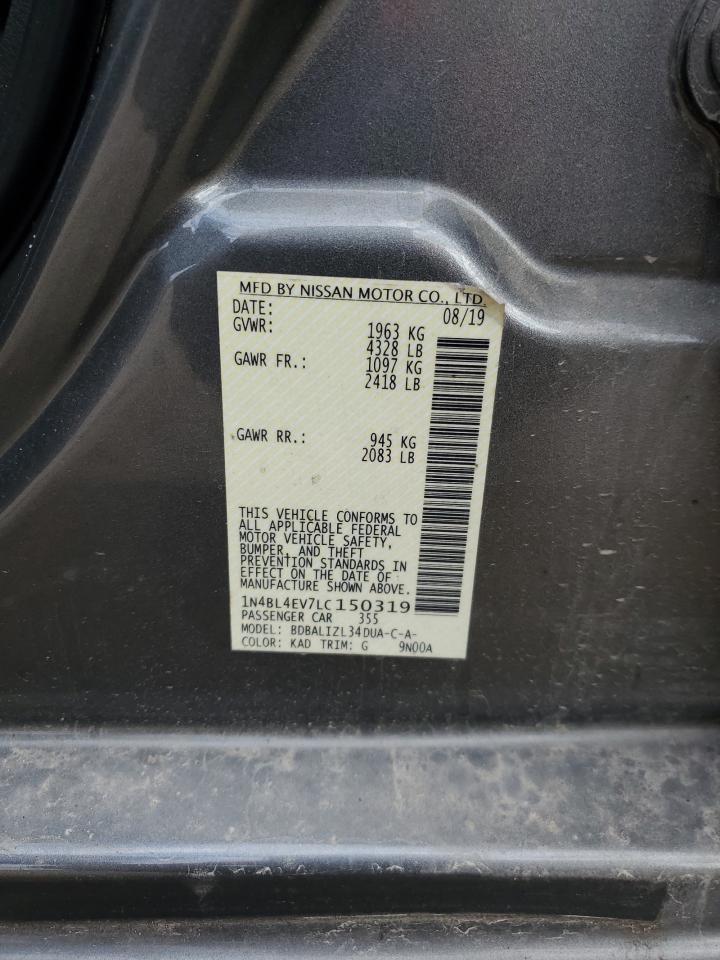 MFD BY NISSAN MOTOR CO., LTD.
DATE: 08/19
GVWR: 1963 KG
4328 LB
GAWR FR.: 1097 KG
2418 LB
GAWR RR.: 945 KG
2083 LB
THIS VEHICLE CONFORMS TO
ALL APPLICABLE FEDERAL
MOTOR VEHICLE SAFETY,
BUMPER, AND THEFT
PREVENTION STANDARDS IN
EFFECT ON THE DATE OF
MANUFACTURE SHOWN ABOVE.
1N4BL4EV7LC150319
PASSENGER CAR 355
MODEL: BDBALIZL34DUA-C-A-
COLOR: KAD TRIM: G 9N00A